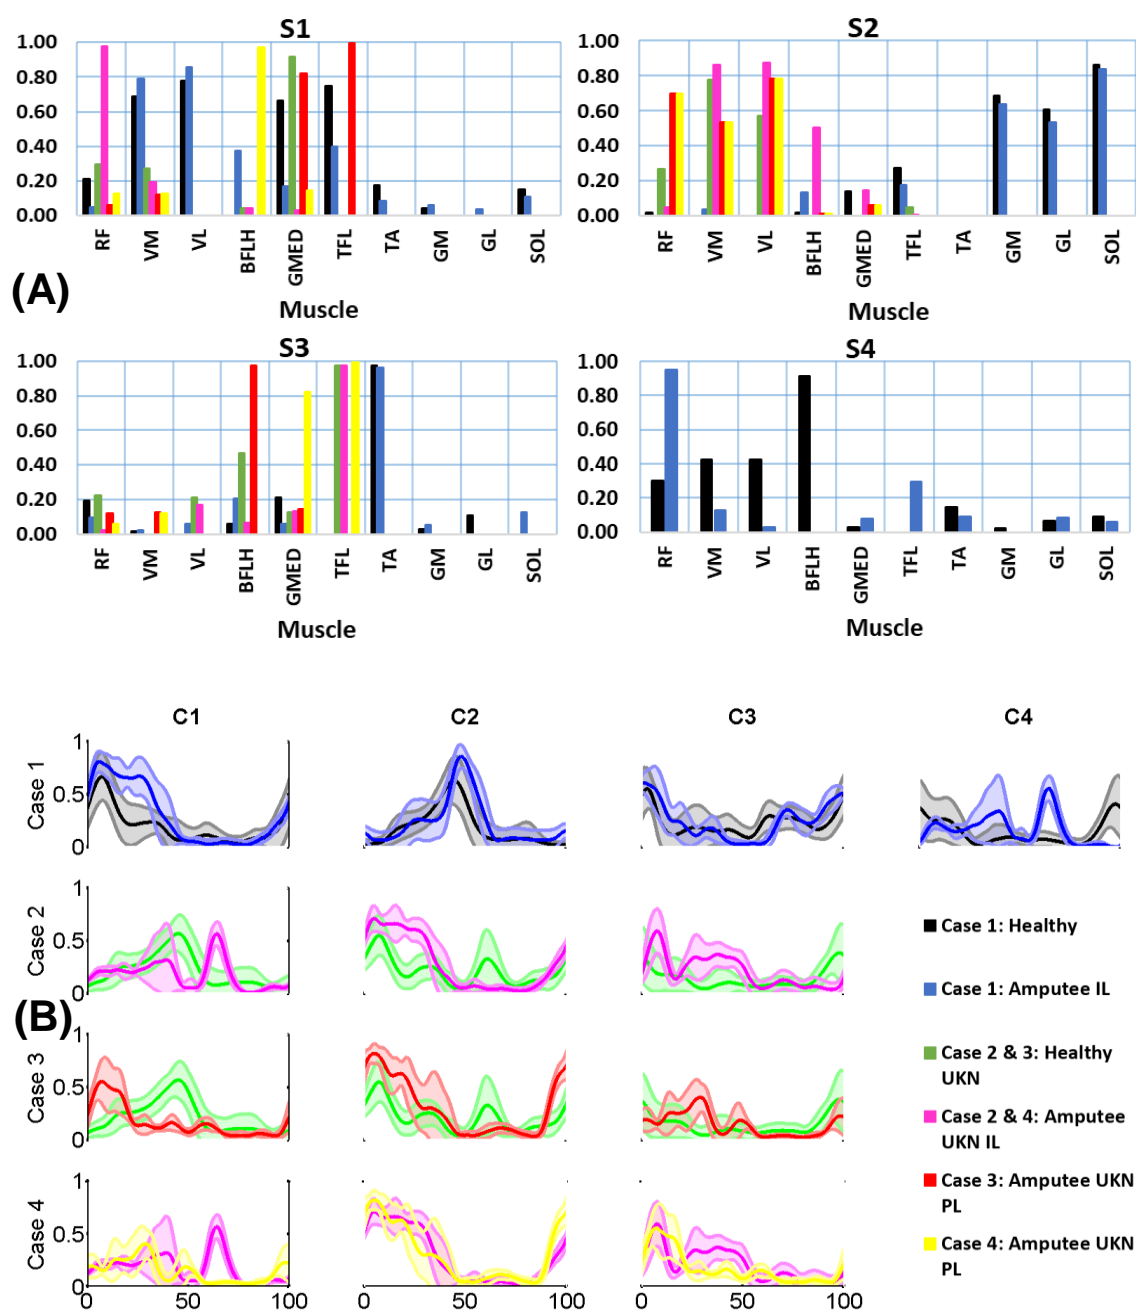 S1
1.00
0.80
0.60
0.40
0.20
0.00
RF
VM
VL
BFLH
GMED
TFL
TA
GM
GL
SOL
Muscle
S2
1.00
0.80
0.60
0.40
0.20
0.00
RF
VM
VL
BFLH
GMED
TFL
TA
GM
GL
SOL
Muscle
(A)
S3
1.00
0.80
0.60
0.40
0.20
0.00
RF
VM
VL
BFLH
GMED
TFL
TA
GM
GL
SOL
Muscle
S4
1.00
0.80
0.60
0.40
0.20
0.00
RF
VM
VL
BFLH
GMED
TFL
TA
GM
GL
SOL
Muscle
C1
C2
C3
C4
Case 1
1
0.5
0
Case 2
1
0.5
0
(B)
Case 3
1
0.5
0
Case 4
1
0.5
0
0 50 100
0 50 100
0 50 100
Case 1: Healthy
Case 1: Amputee IL
Case 2 & 3: Healthy
UKN
Case 2 & 4: Amputee
UKN IL
Case 3: Amputee UKN
PL
Case 4: Amputee UKN
PL